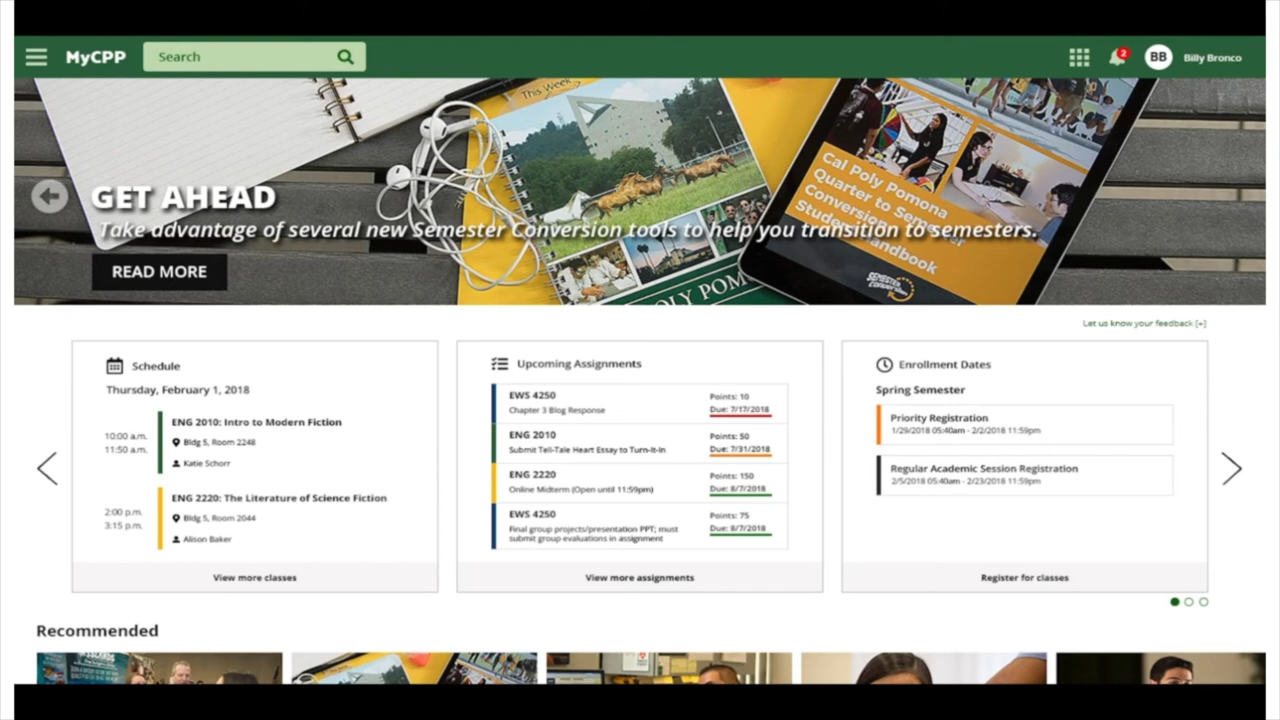 MyCPP
Search
2
BB
Billy Bronco
This Week
Cal Poly Pomona
Quarter to Semester
Conversion
Student Handbook
SEMESTER
CONVERSION
OLY POM
GET AHEAD
Take advantage of several new Semester Conversion tools to help you transition to semesters.
READ MORE
Let us know your feedback [+]
Schedule
Thursday, February 1, 2018
10:00 a.m.
11:50 a.m.
ENG 2010: Intro to Modern Fiction
Bldg 5, Room 2248
Katie Schorr
2:00 p.m.
3:15 p.m.
ENG 2220: The Literature of Science Fiction
Bldg 5, Room 2044
Alison Baker
View more classes
Upcoming Assignments
EWS 4250
Chapter 3 Blog Response
Points: 10
Due: 7/17/2018
ENG 2010
Submit Tell-Tale Heart Essay to Turn-It-In
Points: 50
Due: 7/31/2018
ENG 2220
Online Midterm (Open until 11:59pm)
Points: 150
Due: 8/7/2018
EWS 4250
Final group projects/presentation PPT; must
submit group evaluations in assignment
Points: 75
Due: 8/7/2018
View more assignments
Enrollment Dates
Spring Semester
Priority Registration
1/29/2018 05:40am - 2/2/2018 11:59pm
Regular Academic Session Registration
2/5/2018 05:40am - 2/23/2018 11:59pm
Register for classes
Recommended